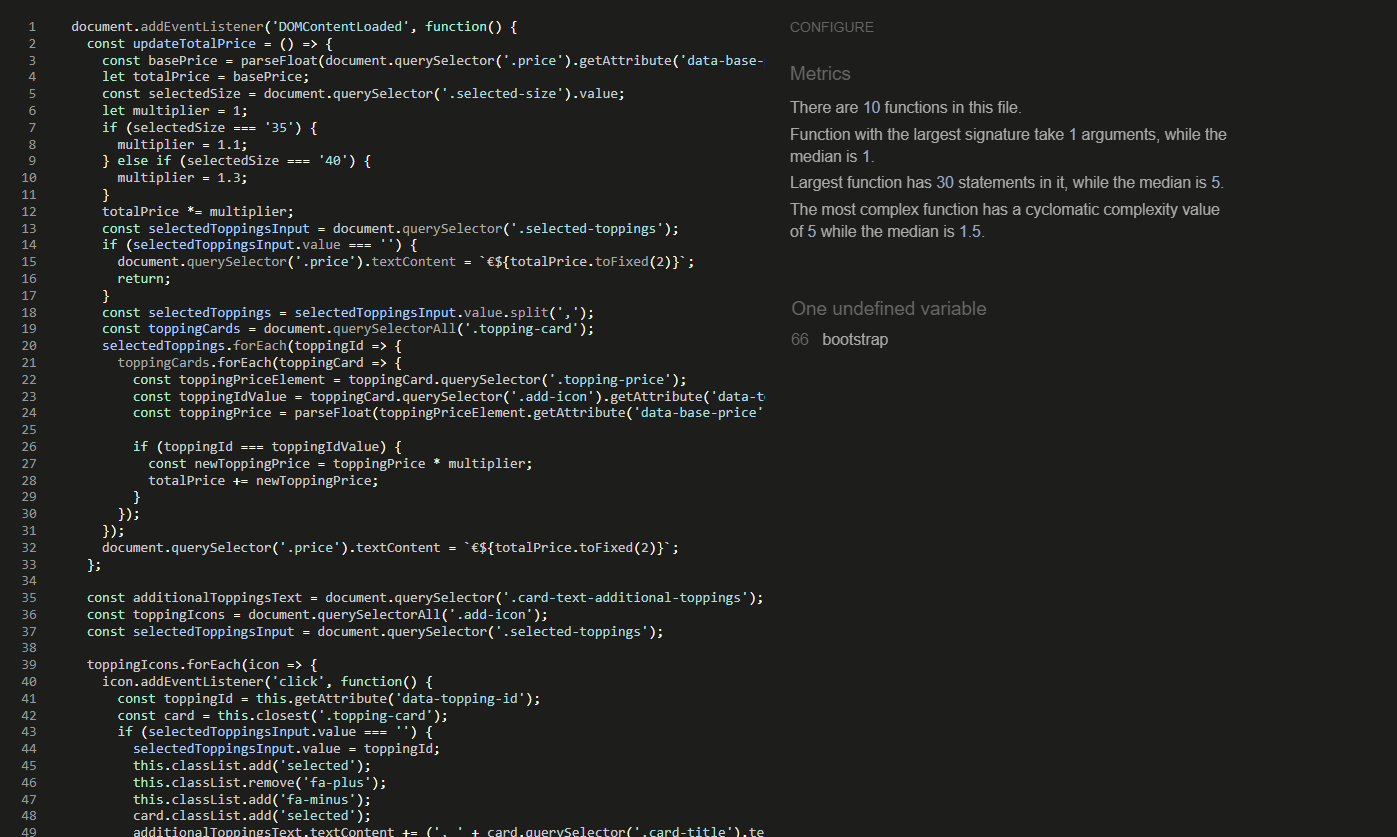 1 document.addEventListener('DOMContentLoaded', function() {
2 const updateTotalPrice = () => {
3 const basePrice = parseFloat(document.querySelector('.price').getAttribute('data-base-
4 let totalPrice = basePrice;
5 const selectedSize = document.querySelector('.selected-size').value;
6 let multiplier = 1;
7 if (selectedSize === '35') {
8 multiplier = 1.1;
9 } else if (selectedSize === '40') {
10 multiplier = 1.3;
11 }
12 totalPrice *= multiplier;
13 const selectedToppingsInput = document.querySelector('.selected-toppings');
14 if (selectedToppingsInput.value === '') {
15 document.querySelector('.price').textContent = `€${totalPrice.toFixed(2)}`;
16 return;
17 }
18 const selectedToppings = selectedToppingsInput.value.split(',');
19 const toppingCards = document.querySelectorAll('.topping-card');
20 selectedToppings.forEach(toppingId => {
21 toppingCards.forEach(toppingCard => {
22 const toppingPriceElement = toppingCard.querySelector('.topping-price');
23 const toppingIdValue = toppingCard.querySelector('.add-icon').getAttribute('data-t
24 const toppingPrice = parseFloat(toppingPriceElement.getAttribute('data-base-price'
25
26 if (toppingId === toppingIdValue) {
27 const newToppingPrice = toppingPrice * multiplier;
28 totalPrice += newToppingPrice;
29 }
30 });
31 });
32 document.querySelector('.price').textContent = `€${totalPrice.toFixed(2)}`;
33 };
34
35 const additionalToppingsText = document.querySelector('.card-text-additional-toppings');
36 const toppingIcons = document.querySelectorAll('.add-icon');
37 const selectedToppingsInput = document.querySelector('.selected-toppings');
38
39 toppingIcons.forEach(icon => {
40 icon.addEventListener('click', function() {
41 const toppingId = this.getAttribute('data-topping-id');
42 const card = this.closest('.topping-card');
43 if (selectedToppingsInput.value === '') {
44 selectedToppingsInput.value = toppingId;
45 this.classList.add('selected');
46 this.classList.remove('fa-plus');
47 this.classList.add('fa-minus');
48 card.classList.add('selected');
49 additionalToppingsText.textContent += (', ' + card.querySelector('.card-title').te
CONFIGURE
Metrics
There are 10 functions in this file.
Function with the largest signature take 1 arguments, while the
median is 1.
Largest function has 30 statements in it, while the median is 5.
The most complex function has a cyclomatic complexity value
of 5 while the median is 1.5.
One undefined variable
66 bootstrap